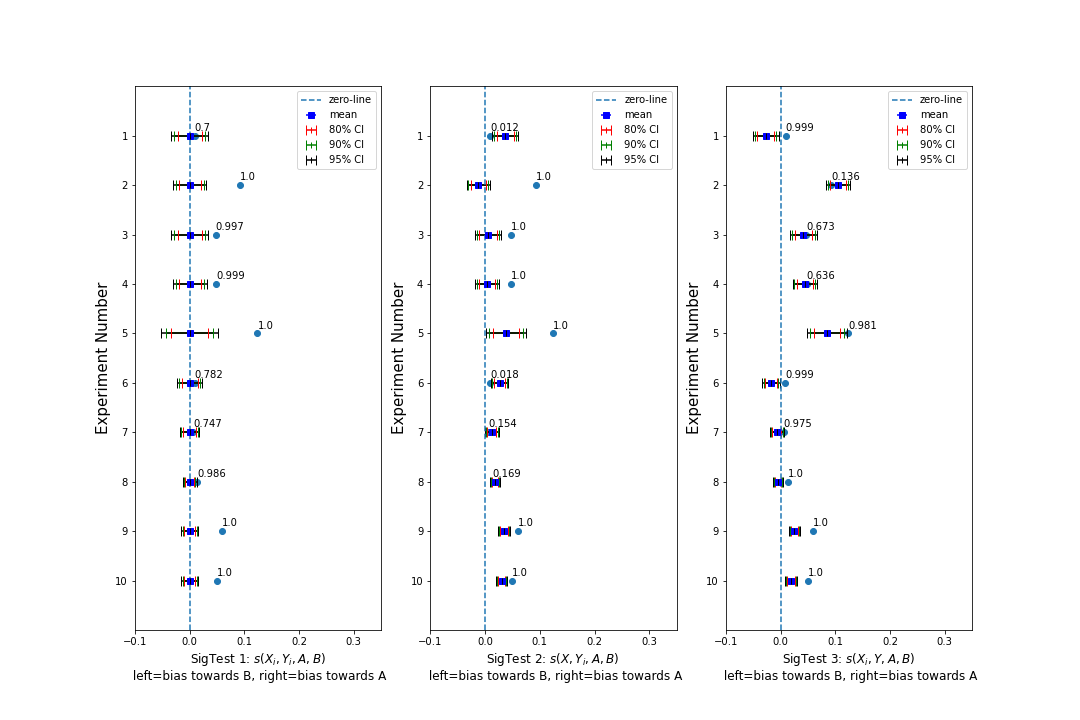 zero-line
mean
80% CI
90% CI
95% CI
Experiment Number
1
2
3
4
5
6
7
8
9
10
0.7
1.0
0.997
0.999
1.0
0.782
0.747
0.986
1.0
1.0
−0.1 0.0 0.1 0.2 0.3
SigTest 1: s(X_i, Y_i, A, B)
left=bias towards B, right=bias towards A
zero-line
mean
80% CI
90% CI
95% CI
Experiment Number
1
2
3
4
5
6
7
8
9
10
0.012
1.0
1.0
1.0
1.0
0.018
0.154
0.169
1.0
1.0
−0.1 0.0 0.1 0.2 0.3
SigTest 2: s(X, Y_i, A, B)
left=bias towards B, right=bias towards A
zero-line
mean
80% CI
90% CI
95% CI
Experiment Number
1
2
3
4
5
6
7
8
9
10
0.999
0.136
0.673
0.636
0.981
0.999
0.975
1.0
1.0
1.0
−0.1 0.0 0.1 0.2 0.3
SigTest 3: s(X_i, Y, A, B)
left=bias towards B, right=bias towards A